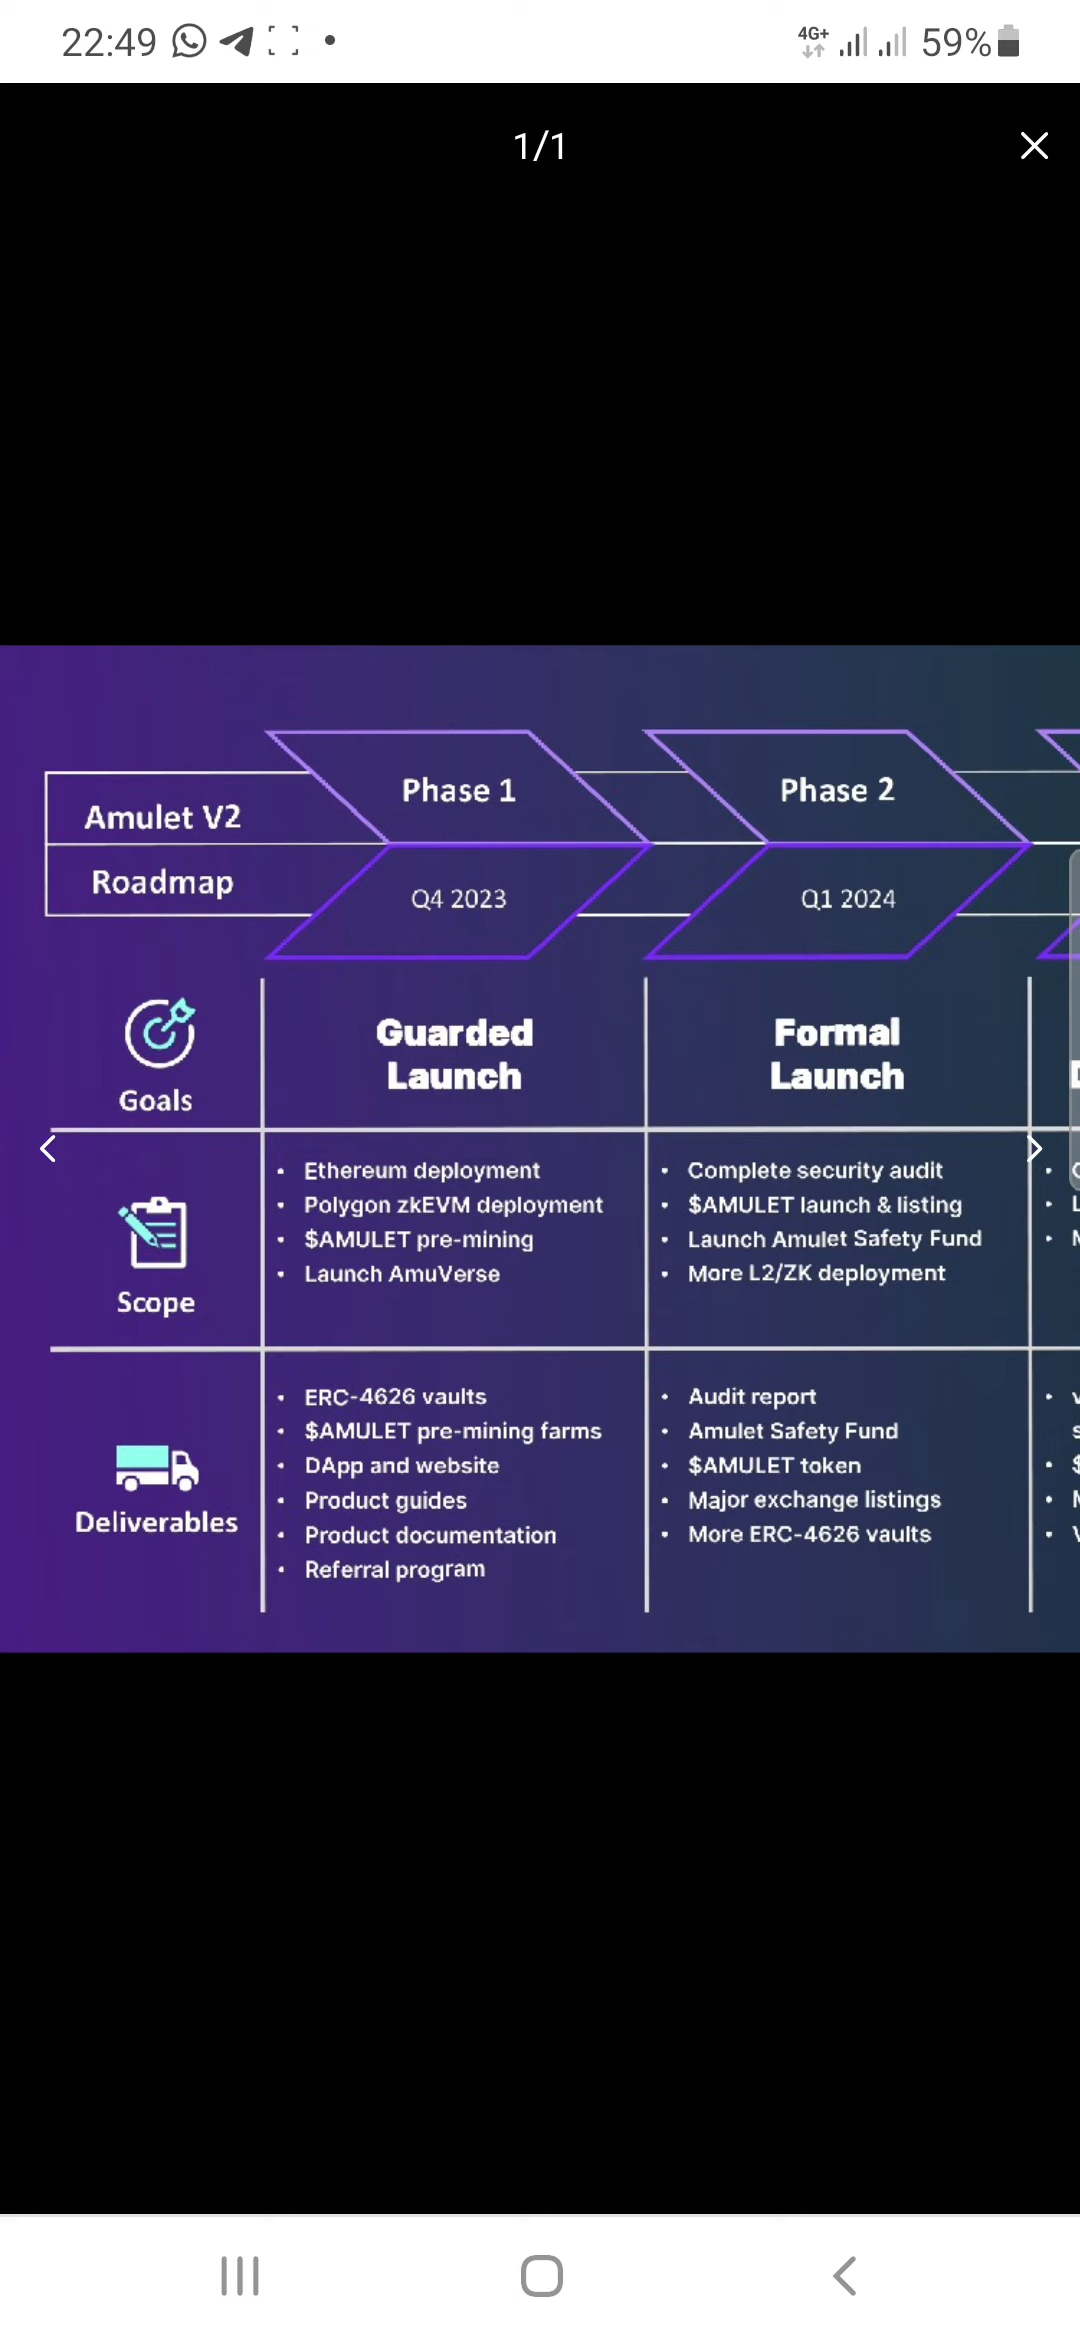 22:49
4G+
59%
1/1
Phase 1
Phase 2
Amulet V2
Roadmap
Q4 2023
Q1 2024
Goals
Guarded
Launch
Formal
Launch
Scope
• Ethereum deployment
• Polygon zkEVM deployment
• $AMULET pre-mining
• Launch AmuVerse
• Complete security audit
• $AMULET launch & listing
• Launch Amulet Safety Fund
• More L2/ZK deployment
Deliverables
• ERC-4626 vaults
• $AMULET pre-mining farms
• DApp and website
• Product guides
• Product documentation
• Referral program
• Audit report
• Amulet Safety Fund
• $AMULET token
• Major exchange listings
• More ERC-4626 vaults